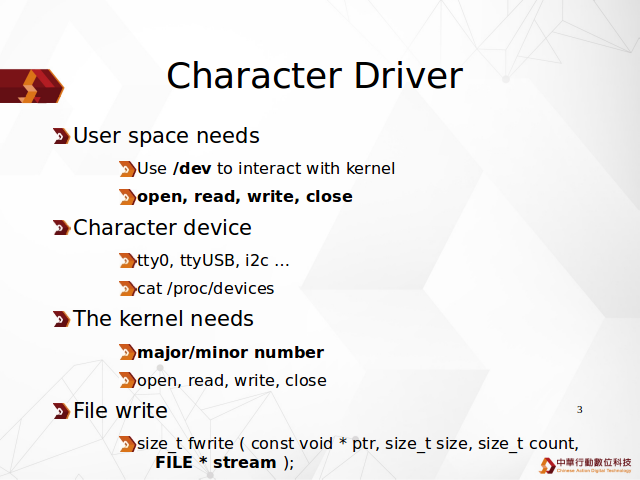 Character Driver
User space needs
Use /dev to interact with kernel
open, read, write, close
Character device
tty0, ttyUSB, i2c ...
cat /proc/devices
The kernel needs
major/minor number
open, read, write, close
File write
3
size_t fwrite ( const void * ptr, size_t size, size_t count,
FILE * stream );
中華行動數位科技
Chinese Action Digital Technology